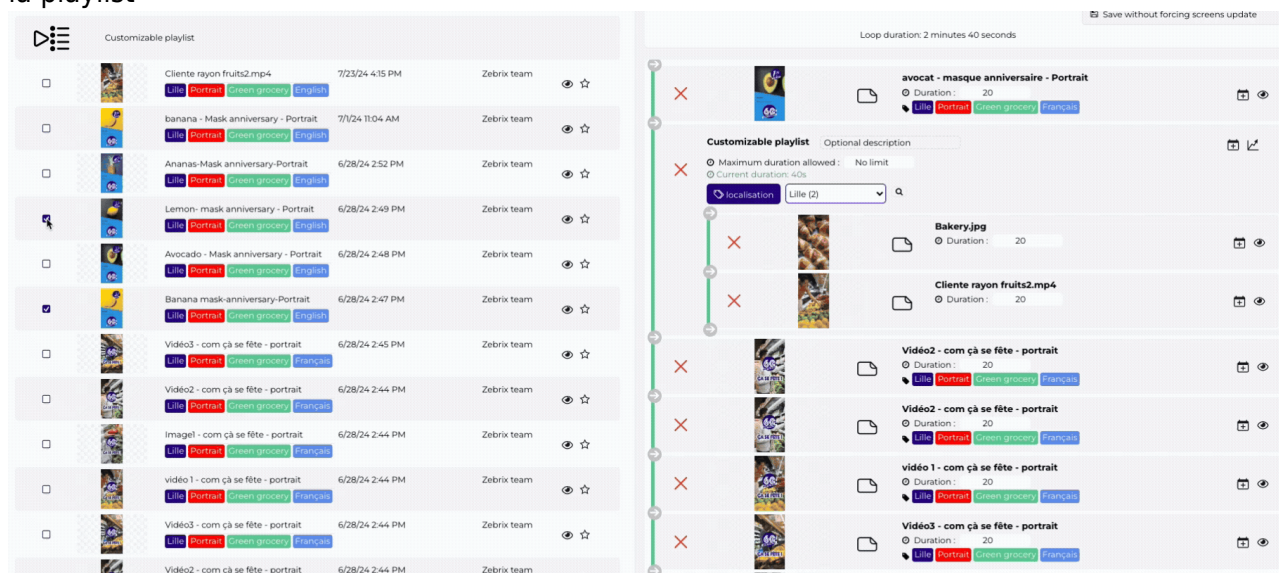 la playlist
Save without forcing screens update
Customizable playlist
Loop duration: 2 minutes 40 seconds
Cliente rayon fruits2.mp4 7/23/24 4:15 PM Zebrix team
Lille Portrait Green grocery English
banana - Mask anniversary - Portrait 7/1/24 11:04 AM Zebrix team
Lille Portrait Green grocery English
Ananas-Mask anniversary-Portrait 6/28/24 2:52 PM Zebrix team
Lille Portrait Green grocery English
Lemon- mask anniversary - Portrait 6/28/24 2:49 PM Zebrix team
Lille Portrait Green grocery English
Avocado - Mask anniversary - Portrait 6/28/24 2:48 PM Zebrix team
Lille Portrait Green grocery English
Banana mask-anniversary-Portrait 6/28/24 2:47 PM Zebrix team
Lille Portrait Green grocery English
Vidéo3 - com çà se fête - portrait 6/28/24 2:45 PM Zebrix team
Lille Portrait Green grocery Français
Vidéo2 - com çà se fête - portrait 6/28/24 2:44 PM Zebrix team
Lille Portrait Green grocery Français
Image1 - com çà se fête - portrait 6/28/24 2:44 PM Zebrix team
Lille Portrait Green grocery Français
vidéo 1 - com çà se fête - portrait 6/28/24 2:44 PM Zebrix team
Lille Portrait Green grocery Français
Vidéo3 - com çà se fête - portrait 6/28/24 2:44 PM Zebrix team
Lille Portrait Green grocery Français
Vidéo2 - com çà se fête - portrait 6/28/24 2:44 PM Zebrix team
avocat - masque anniversaire - Portrait
Duration : 20
Lille Portrait Green grocery Français
Customizable playlist Optional description
Maximum duration allowed : No limit
Current duration: 40s
localisation Lille (2)
Bakery.jpg
Duration : 20
Cliente rayon fruits2.mp4
Duration : 20
Vidéo2 - com çà se fête - portrait
Duration : 20
Lille Portrait Green grocery Français
Vidéo2 - com çà se fête - portrait
Duration : 20
Lille Portrait Green grocery Français
vidéo 1 - com çà se fête - portrait
Duration : 20
Lille Portrait Green grocery Français
Vidéo3 - com çà se fête - portrait
Duration : 20
Lille Portrait Green grocery Français